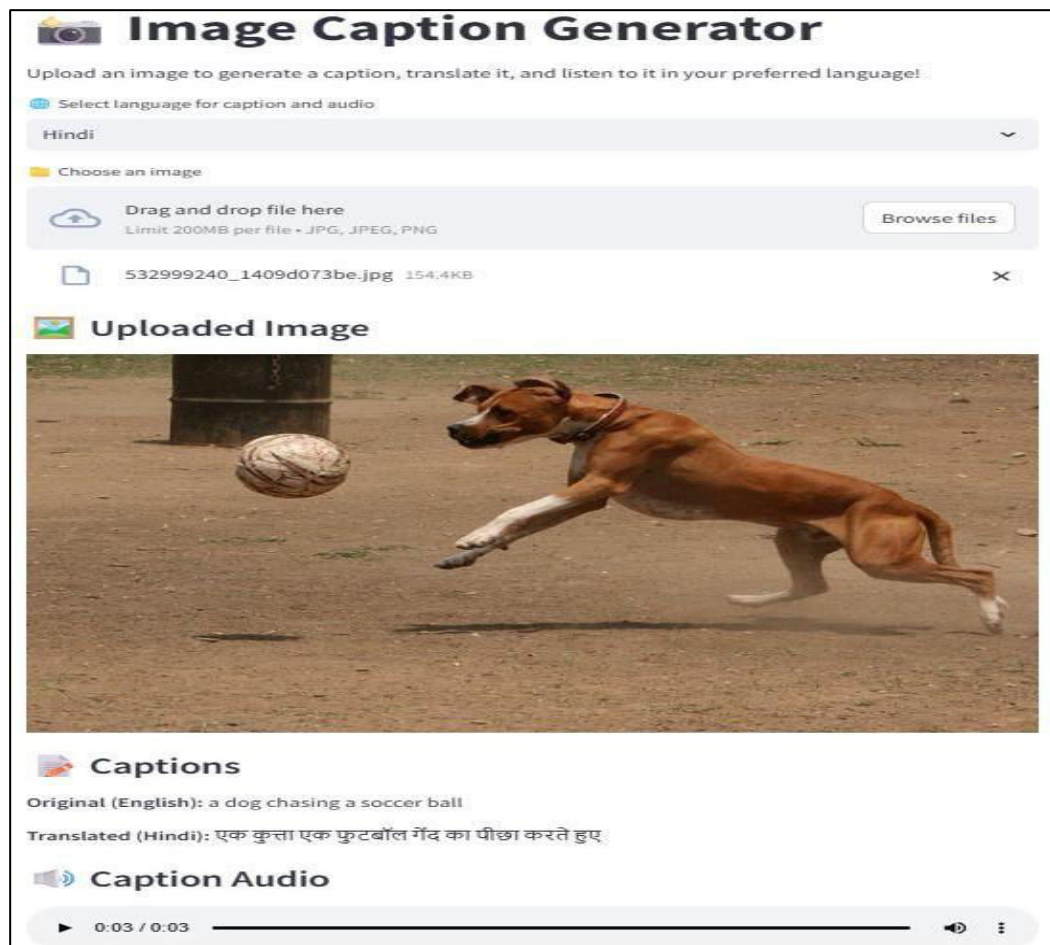 Image Caption Generator
Upload an image to generate a caption, translate it, and listen to it in your preferred language!
Select language for caption and audio
Hindi
Choose an image
Drag and drop file here
Limit 200MB per file • JPG, JPEG, PNG
Browse files
532999240_1409d073be.jpg 154.4KB
Uploaded Image
Captions
Original (English): a dog chasing a soccer ball
Translated (Hindi): एक कुत्ता एक फुटबॉल गेंद का पीछा करते हुए
Caption Audio
0:03 / 0:03